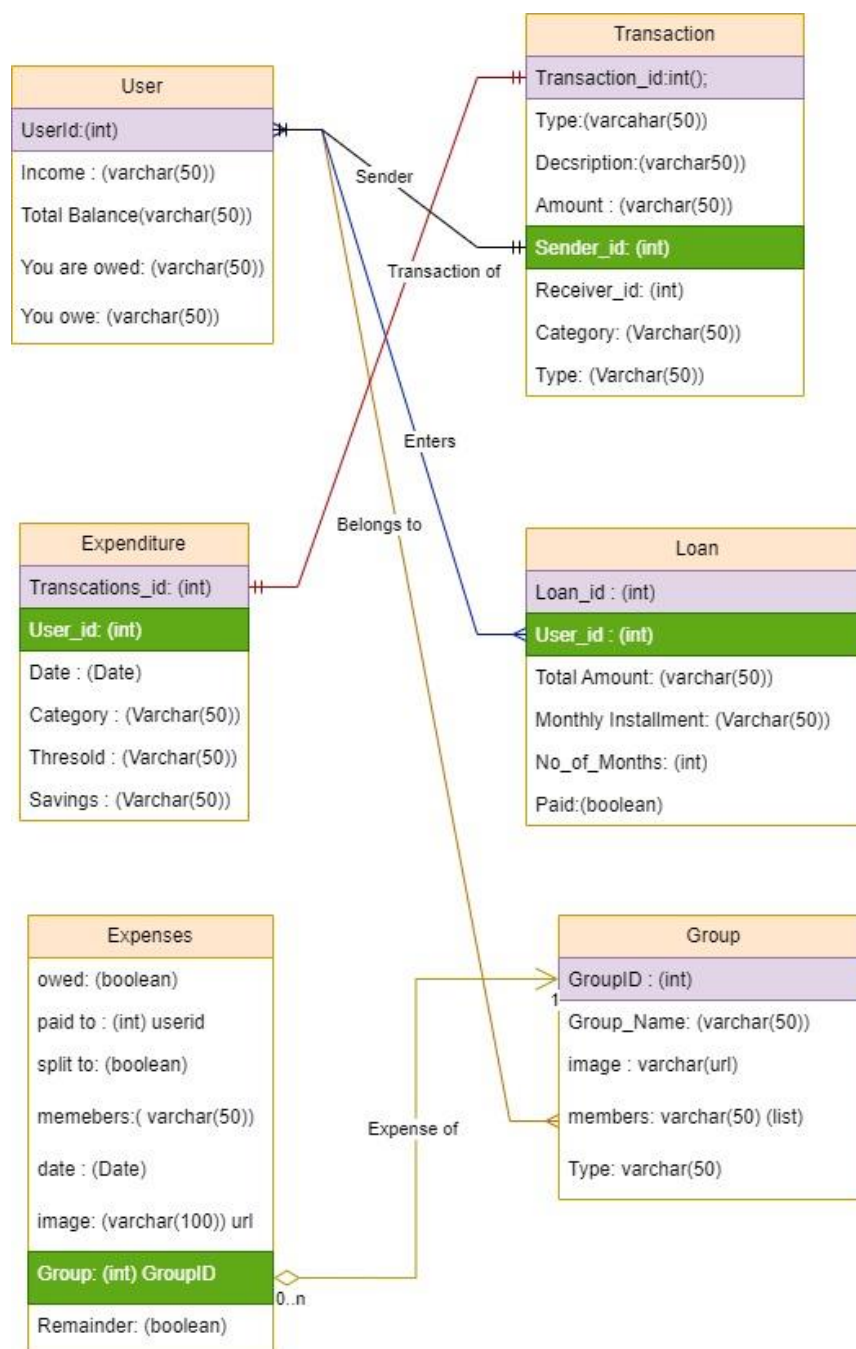 User
UserId:(int)
Income : (varchar(50))
Total Balance(varchar(50))
You are owed: (varchar(50))
You owe: (varchar(50))
Transaction
Transaction_id:int();
Type:(varcahar(50))
Decsription:(varchar50))
Amount : (varchar(50))
Sender_id: (int)
Receiver_id: (int)
Category: (Varchar(50))
Type: (Varchar(50))
Sender
Transaction of
Enters
Belongs to
Expenditure
Transcations_id: (int)
User_id: (int)
Date : (Date)
Category : (Varchar(50))
Thresold : (Varchar(50))
Savings : (Varchar(50))
Loan
Loan_id : (int)
User_id : (int)
Total Amount: (varchar(50))
Monthly Installment: (Varchar(50))
No_of_Months: (int)
Paid:(boolean)
Expenses
owed: (boolean)
paid to : (int) userid
split to: (boolean)
memebers:( varchar(50))
date : (Date)
image: (varchar(100)) url
Group: (int) GroupID
Remainder: (boolean)
Expense of
0..n
1
Group
GroupID : (int)
Group_Name: (varchar(50))
image : varchar(url)
members: varchar(50) (list)
Type: varchar(50)